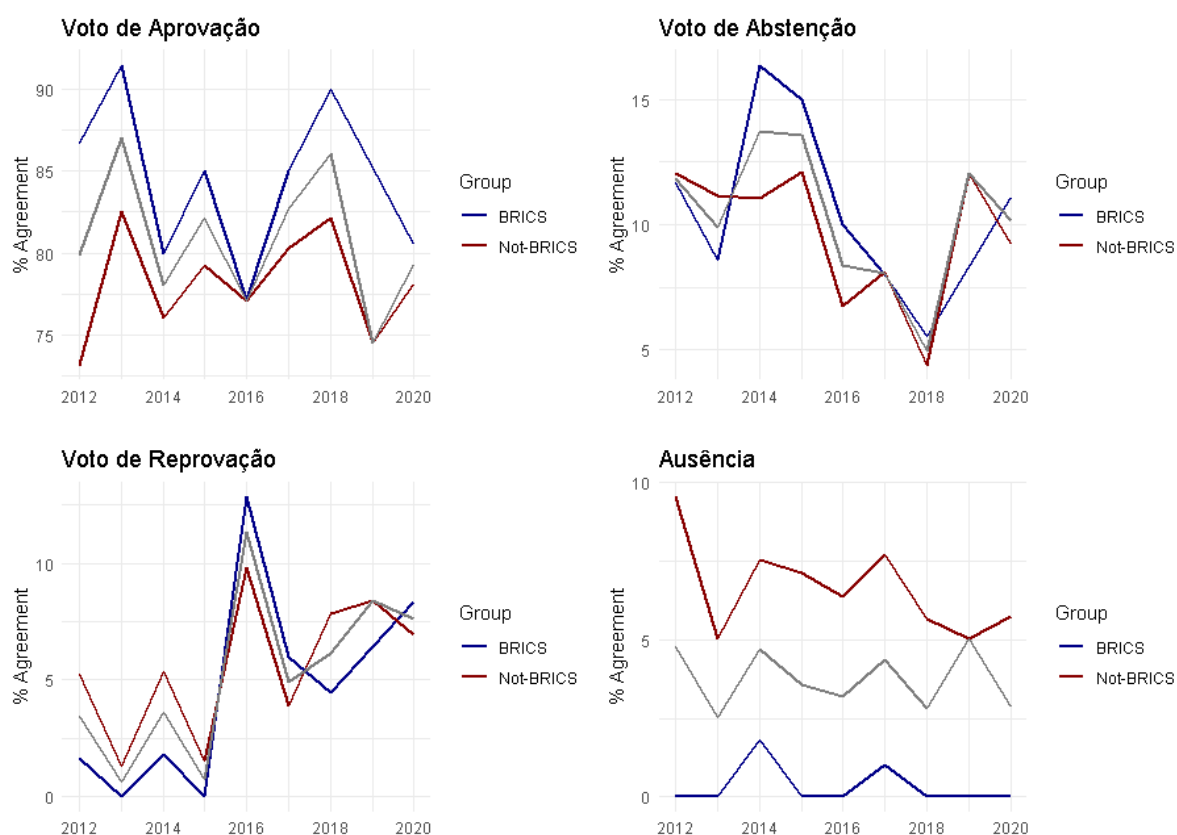 Voto de Aprovação
% Agreement
90
85
80
75
2012 2014 2016 2018 2020
Group
BRICS
Not-BRICS
Voto de Abstenção
% Agreement
15
10
5
2012 2014 2016 2018 2020
Group
BRICS
Not-BRICS
Voto de Reprovação
% Agreement
10
5
0
2012 2014 2016 2018 2020
Group
BRICS
Not-BRICS
Ausência
% Agreement
10
5
0
2012 2014 2016 2018 2020
Group
BRICS
Not-BRICS